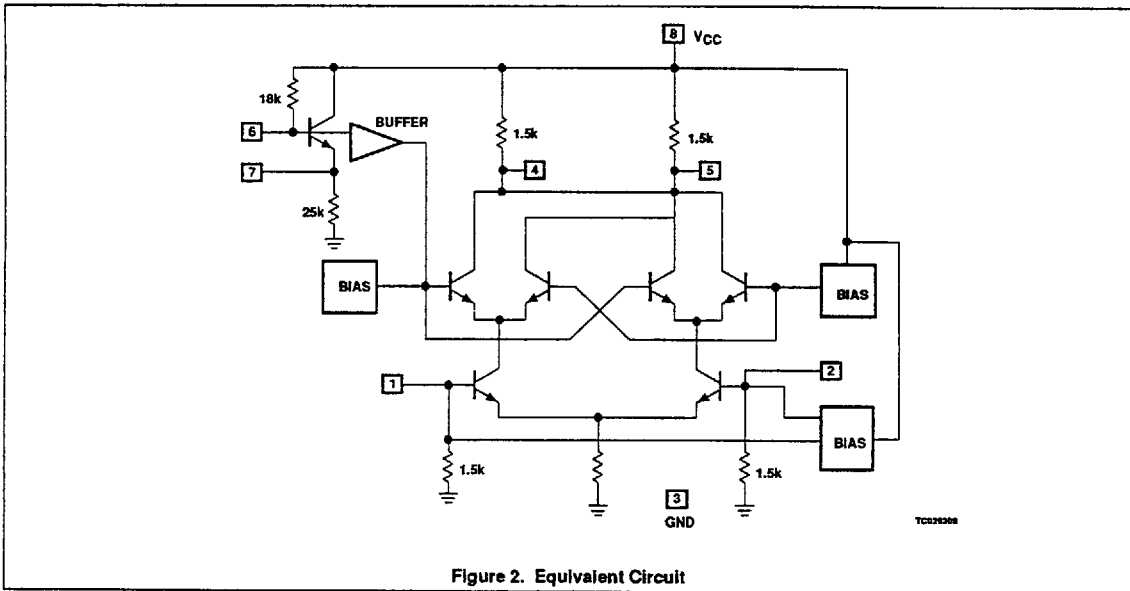 8 VCC
18k
6
BUFFER
1.5k
1.5k
7
4
5
25k
BIAS
BIAS
1
2
BIAS
1.5k
1.5k
3
GND
Figure 2. Equivalent Circuit